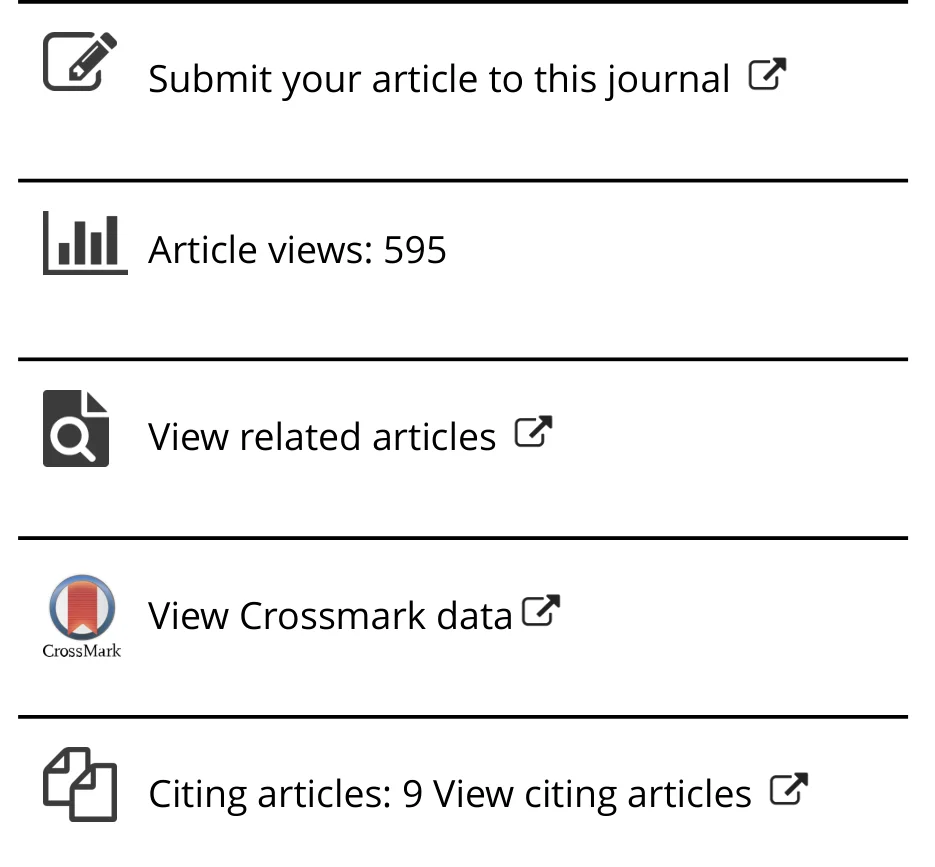 Submit your article to this journal
Article views: 595
View related articles
View Crossmark data
CrossMark
Citing articles: 9 View citing articles